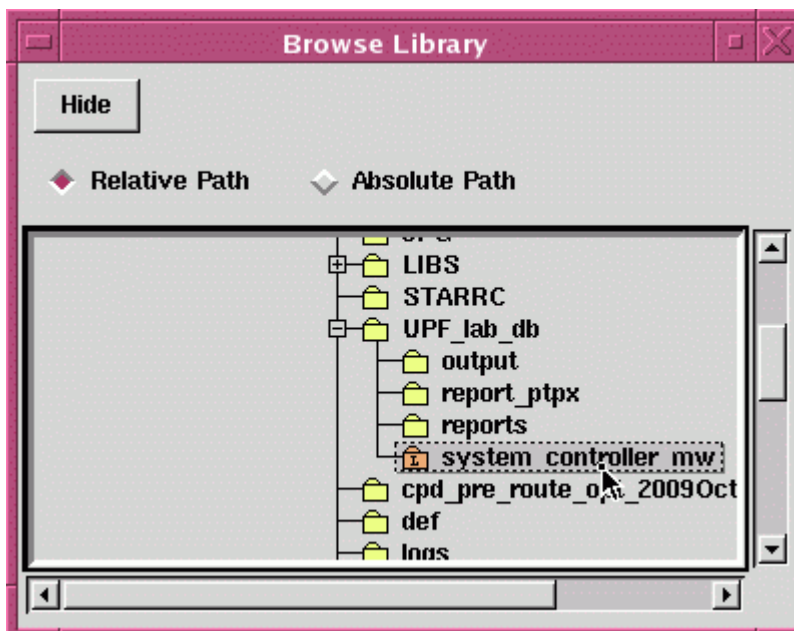 Browse Library
Hide
Relative Path Absolute Path
LIBS
STARRC
UPF_lab_db
output
report_ptpx
reports
L system_controller_mw
def
logs